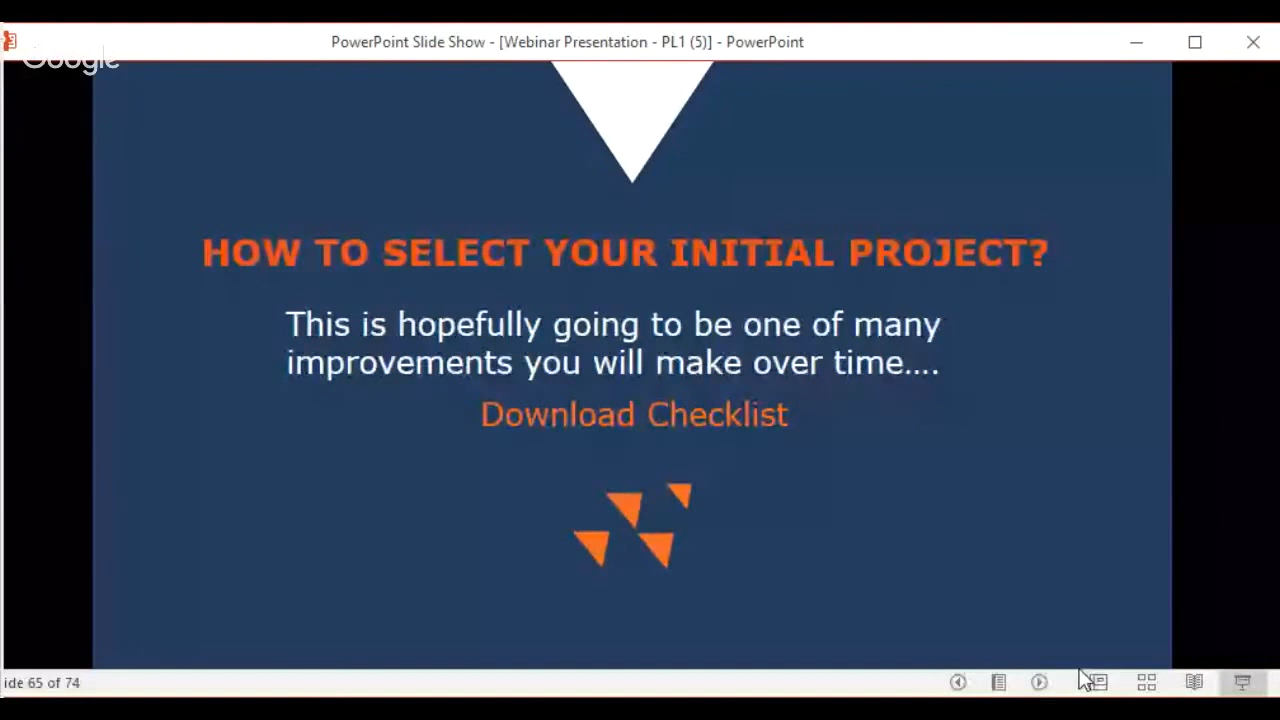 PowerPoint Slide Show - [Webinar Presentation - PL1 (5)] - PowerPoint
Google
HOW TO SELECT YOUR INITIAL PROJECT?
This is hopefully going to be one of many
improvements you will make over time....
Download Checklist
ide 65 of 74